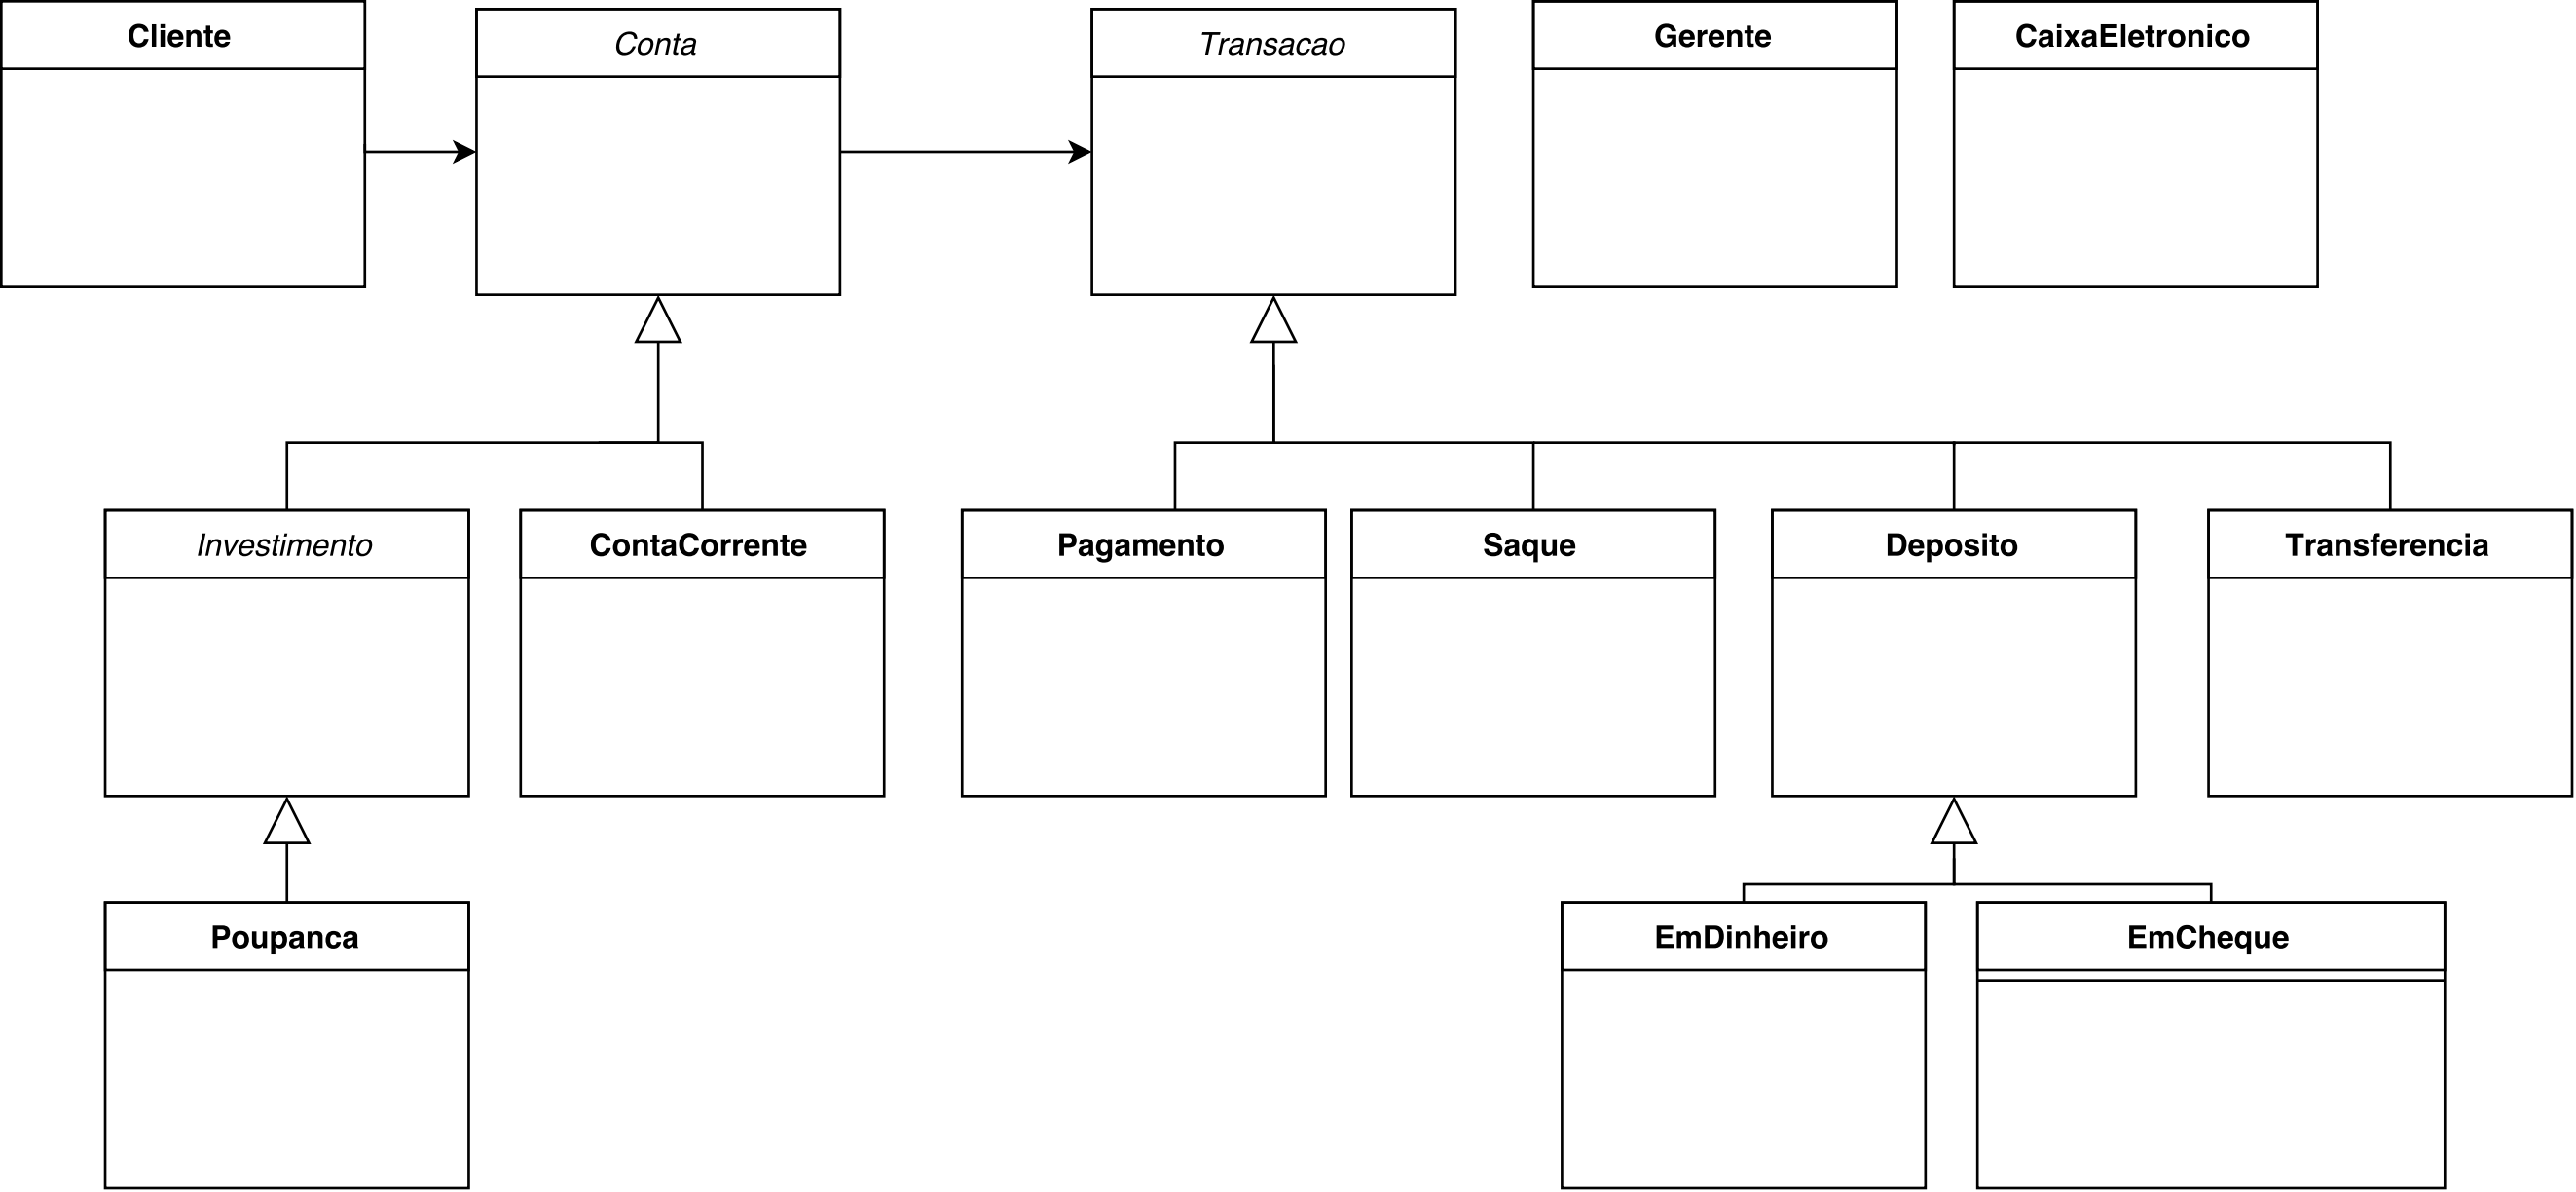 Cliente
Conta
Transacao
Gerente
CaixaEletronico
Investimento
ContaCorrente
Pagamento
Saque
Deposito
Transferencia
Poupanca
EmDinheiro
EmCheque